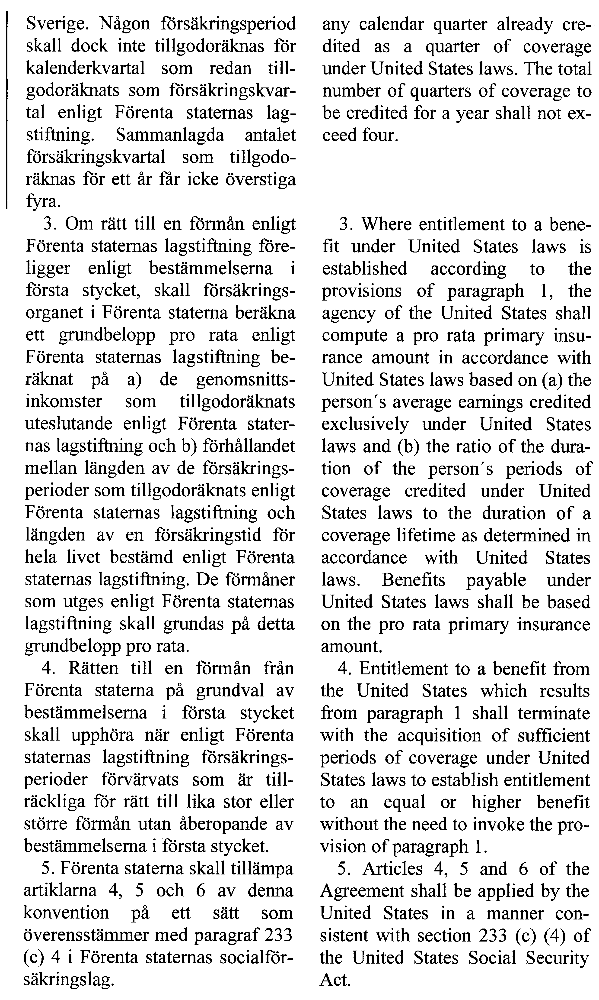 Sverige. Någon försäkringsperiod
skall dock inte tillgodoräknas för
kalenderkvartal som redan till-
godoräknats som försäkringskvar-
tal enligt Förenta staternas lag-
stiftning. Sammanlagda antalet
försäkringskvartal som tillgodo-
räknas för ett år får icke överstiga
fyra.
3. Om rätt till en förmån enligt
Förenta staternas lagstiftning före-
ligger enligt bestämmelserna i
första stycket, skall försäkrings-
organet i Förenta staterna beräkna
ett grundbelopp pro rata enligt
Förenta staternas lagstiftning be-
räknat på a) de genomsnitts-
inkomster som tillgodoräknats
uteslutande enligt Förenta stater-
nas lagstiftning och b) förhållandet
mellan längden av de försäkrings-
perioder som tillgodoräknats enligt
Förenta staternas lagstiftning och
längden av en försäkringstid för
hela livet bestämd enligt Förenta
staternas lagstiftning. De förmåner
som utges enligt Förenta staternas
lagstiftning skall grundas på detta
grundbelopp pro rata.
4. Rätten till en förmån från
Förenta staterna på grundval av
bestämmelserna i första stycket
skall upphöra när enligt Förenta
staternas lagstiftning försäkrings-
perioder förvärvats som är till-
räckliga för rätt till lika stor eller
större förmån utan åberopande av
bestämmelserna i första stycket.
5. Förenta staterna skall tillämpa
artiklarna 4, 5 och 6 av denna
konvention på ett sätt som
överensstämmer med paragraf 233
(c) 4 i Förenta staternas socialför-
säkringslag.
any calendar quarter already cre-
dited as a quarter of coverage
under United States laws. The total
number of quarters of coverage to
be credited for a year shall not ex-
ceed four.
3. Where entitlement to a bene-
fit under United States laws is
established according to the
provisions of paragraph 1, the
agency of the United States shall
compute a pro rata primary insu-
rance amount in accordance with
United States laws based on (a) the
person´s average earnings credited
exclusively under United States
laws and (b) the ratio of the dura-
tion of the person´s periods of
coverage credited under United
States laws to the duration of a
coverage lifetime as determined in
accordance with United States
laws. Benefits payable under
United States laws shall be based
on the pro rata primary insurance
amount.
4. Entitlement to a benefit from
the United States which results
from paragraph 1 shall terminate
with the acquisition of sufficient
periods of coverage under United
States laws to establish entitlement
to an equal or higher benefit
without the need to invoke the pro-
vision of paragraph 1.
5. Articles 4, 5 and 6 of the
Agreement shall be applied by the
United States in a manner con-
sistent with section 233 (c) (4) of
the United States Social Security
Act.